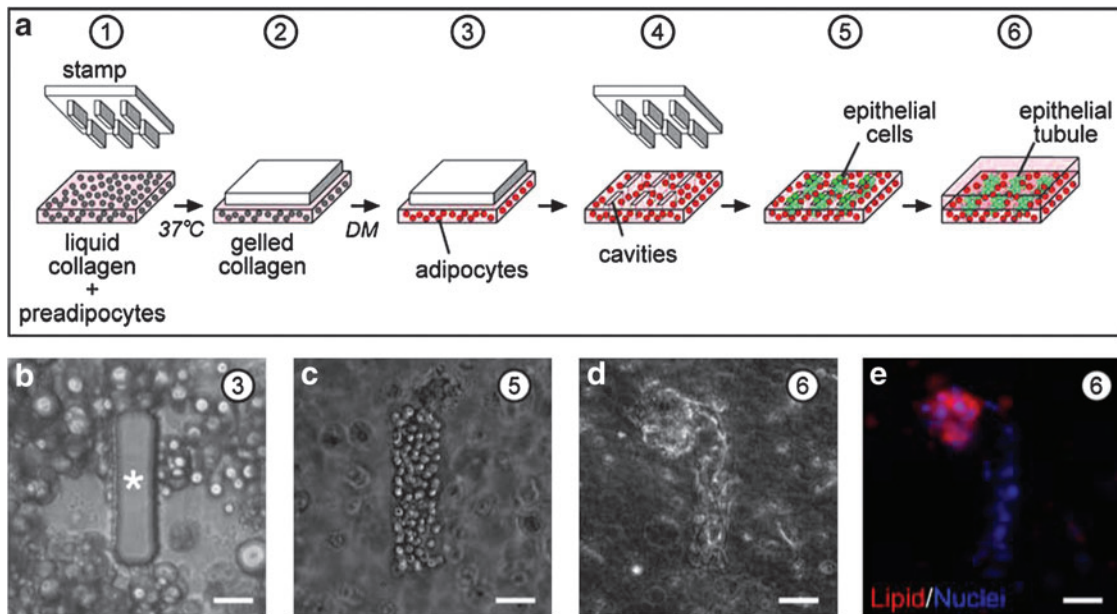 a
① ② ③ ④ ⑤ ⑥
stamp
epithelial
cells
epithelial
tubule
37°C
DM
liquid
collagen
+
preadipocytes
gelled
collagen
adipocytes
cavities
b
③
*
c
⑤
d
⑥
e
⑥
Lipid/Nuclei